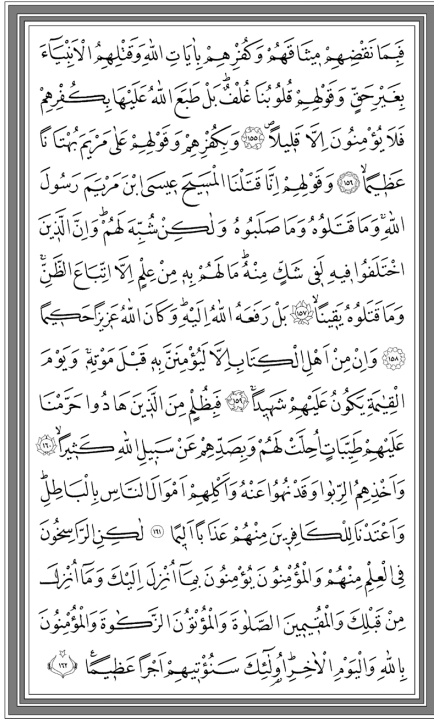 فَبِمَا نَقْضِهِمْ مِيثَاقَهُمْ وَكُفْرِهِمْ بِاٰيَاتِ اللّٰهِ وَقَتْلِهِمُ الْاَنْبِيَٓاءَ
بِغَيْرِ حَقٍّ وَقَوْلِهِمْ قُلُوبُنَا غُلْفٌۜ بَلْ طَبَعَ اللّٰهُ عَلَيْهَا بِكُفْرِهِمْ
فَلَا يُؤْمِنُونَ اِلَّا قَلِيلًاۖ ﴿١٥٥﴾ وَبِكُفْرِهِمْ وَقَوْلِهِمْ عَلٰى مَرْيَمَ بُهْتَانًا
عَظِيمًاۙ ﴿١٥٦﴾ وَقَوْلِهِمْ اِنَّا قَتَلْنَا الْمَسِيحَ عِيسَى ابْنَ مَرْيَمَ رَسُولَ
اللّٰهِۚ وَمَا قَتَلُوهُ وَمَا صَلَبُوهُ وَلٰكِنْ شُبِّهَ لَهُمْۜ وَاِنَّ الَّذِينَ
اخْتَلَفُوا فِيهِ لَفِى شَكٍّ مِنْهُۜ مَا لَهُمْ بِهِ مِنْ عِلْمٍ اِلَّا اتِّبَاعَ الظَّنِّۚ
وَمَا قَتَلُوهُ يَقِينًاۙ ﴿١٥٧﴾ بَلْ رَفَعَهُ اللّٰهُ اِلَيْهِۜ وَكَانَ اللّٰهُ عَزِيزًا حَكِيمًا
﴿١٥٨﴾ وَاِنْ مِنْ اَهْلِ الْكِتَابِ اِلَّا لَيُؤْمِنَنَّ بِهِ قَبْلَ مَوْتِهِۚ وَيَوْمَ
الْقِيٰمَةِ يَكُونُ عَلَيْهِمْ شَهِيدًاۚ ﴿١٥٩﴾ فَبِظُلْمٍ مِنَ الَّذِينَ هَادُوا حَرَّمْنَا
عَلَيْهِمْ طَيِّبَاتٍ اُحِلَّتْ لَهُمْ وَبِصَدِّهِمْ عَنْ سَبِيلِ اللّٰهِ كَثِيرًاۙ ﴿١٦٠﴾
وَاَخْذِهِمُ الرِّبٰوا وَقَدْ نُهُوا عَنْهُ وَاَكْلِهِمْ اَمْوَالَ النَّاسِ بِالْبَاطِلِۜ
وَاَعْتَدْنَا لِلْكَافِرِينَ مِنْهُمْ عَذَابًا اَلِيمًا ﴿١٦١﴾ لٰكِنِ الرَّاسِخُونَ
فِى الْعِلْمِ مِنْهُمْ وَالْمُؤْمِنُونَ يُؤْمِنُونَ بِمَٓا اُنْزِلَ اِلَيْكَ وَمَٓا اُنْزِلَ
مِنْ قَبْلِكَ وَالْمُقِيمِينَ الصَّلٰوةَ وَالْمُؤْتُونَ الزَّكٰوةَ وَالْمُؤْمِنُونَ
بِاللّٰهِ وَالْيَوْمِ الْاٰخِرِۜ اُو۬لٰٓئِكَ سَنُؤْتِيهِمْ اَجْرًا عَظِيمًا۟ ﴿١٦٢﴾